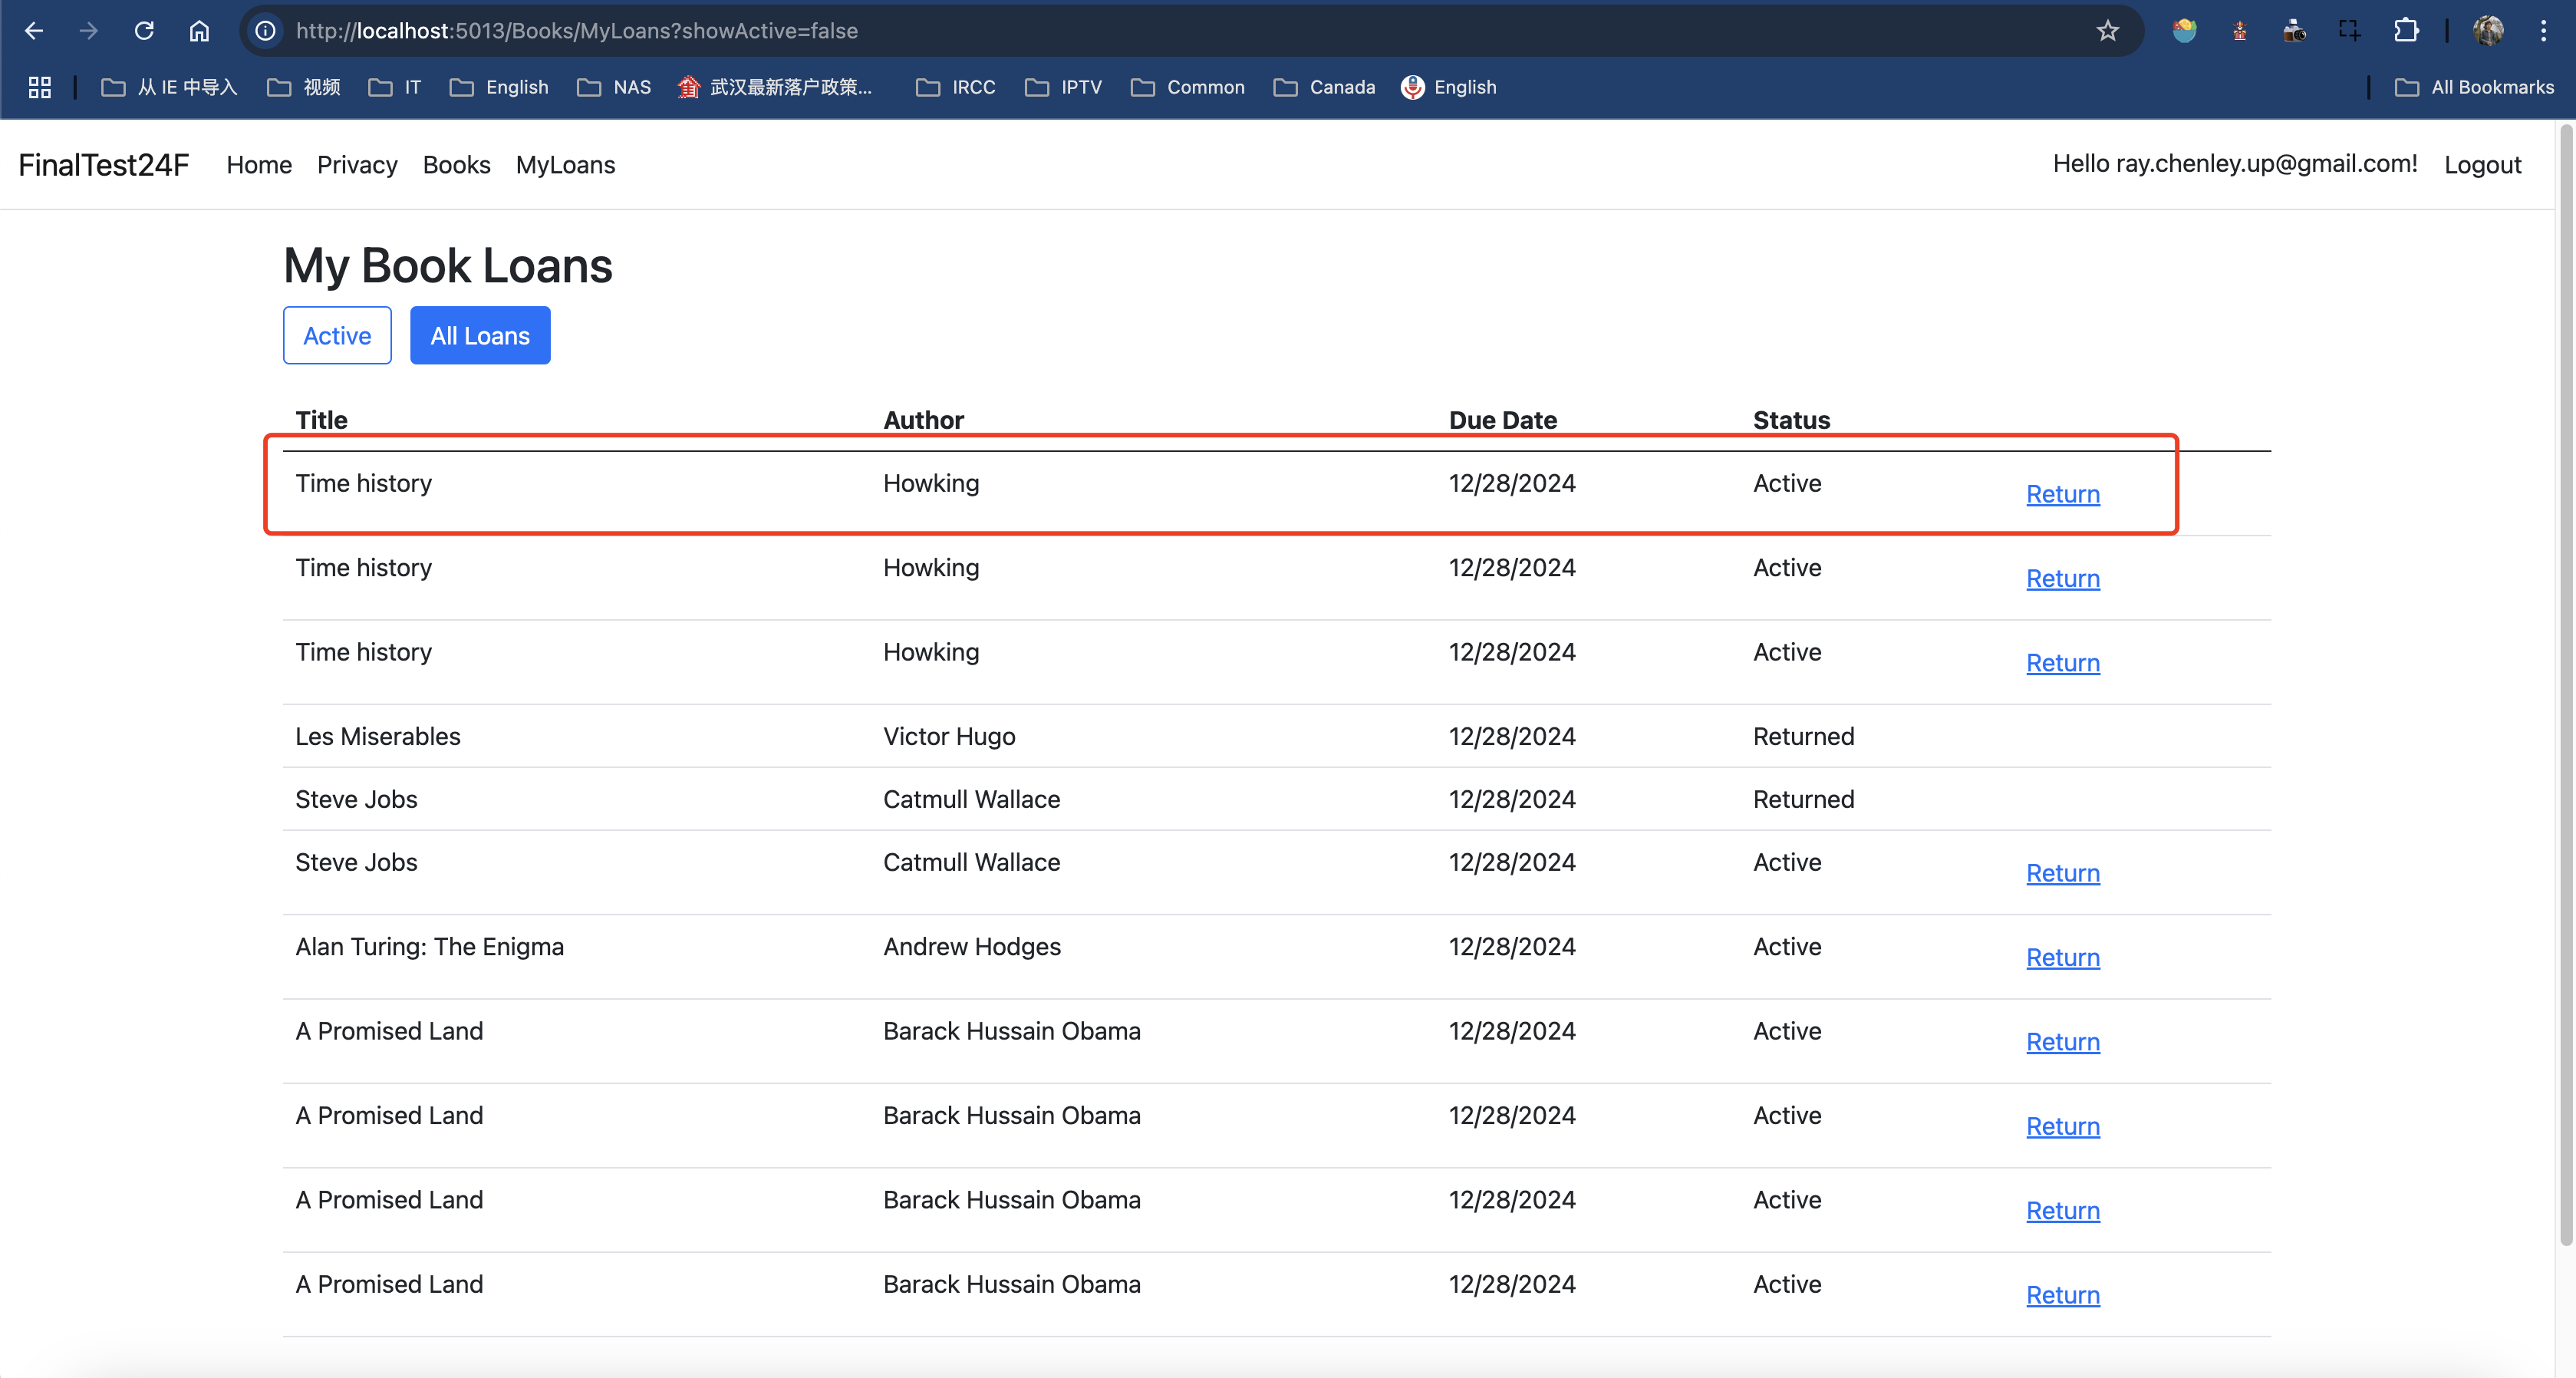 http://localhost:5013/Books/MyLoans?showActive=false
从 IE 中导入 视频 IT English NAS 武汉最新落户政策... IRCC IPTV Common Canada English All Bookmarks
FinalTest24F Home Privacy Books MyLoans Hello ray.chenley.up@gmail.com! Logout
My Book Loans
Active All Loans
Title Author Due Date Status
Time history Howking 12/28/2024 Active Return
Time history Howking 12/28/2024 Active Return
Time history Howking 12/28/2024 Active Return
Les Miserables Victor Hugo 12/28/2024 Returned
Steve Jobs Catmull Wallace 12/28/2024 Returned
Steve Jobs Catmull Wallace 12/28/2024 Active Return
Alan Turing: The Enigma Andrew Hodges 12/28/2024 Active Return
A Promised Land Barack Hussain Obama 12/28/2024 Active Return
A Promised Land Barack Hussain Obama 12/28/2024 Active Return
A Promised Land Barack Hussain Obama 12/28/2024 Active Return
A Promised Land Barack Hussain Obama 12/28/2024 Active Return